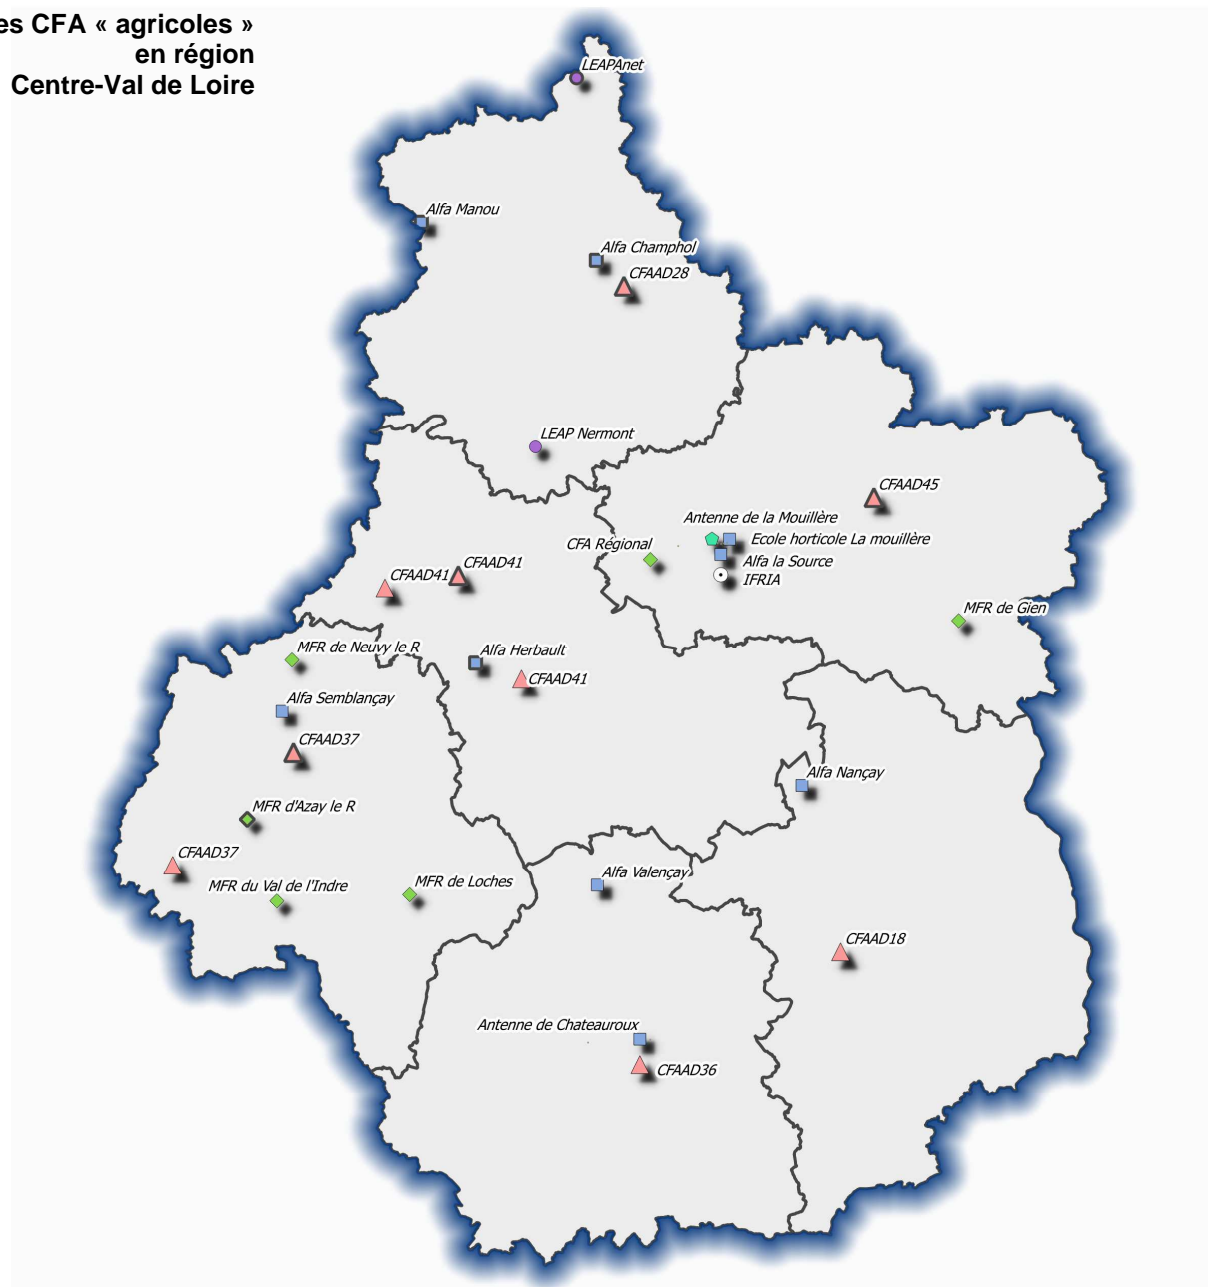 es CFA « agricoles »
en région
Centre-Val de Loire
LEAPAnet
Alfa Manou
Alfa Champhol
CFAAD28
LEAP Nermont
CFAAD45
Antenne de la Mouillère
Ecole horticole La mouillère
CFA Régional
Alfa la Source
IFRIA
CFAAD41
CFAAD41
MFR de Gien
MFR de Neuvy le R
Alfa Herbault
CFAAD41
Alfa Semblançay
CFAAD37
Alfa Nançay
MFR d'Azay le R
CFAAD37
MFR du Val de l'Indre
MFR de Loches
Alfa Valençay
CFAAD18
Antenne de Chateauroux
CFAAD36